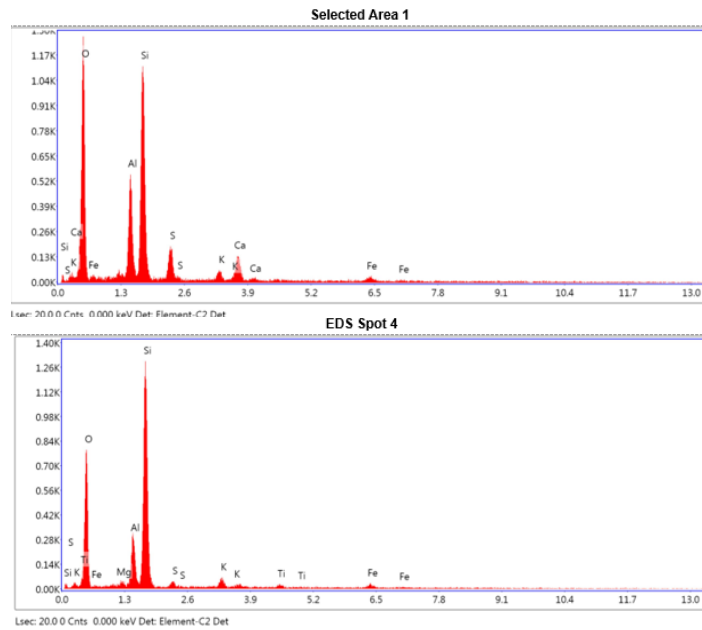 Selected Area 1
1.30K
1.17K
1.04K
0.91K
0.78K
0.65K
0.52K
0.39K
0.26K
0.13K
0.00K
O
Si
Al
Ca
Si
K
S
Fe
S
S
K
K
Ca
Ca
Fe
Fe
0.0 1.3 2.6 3.9 5.2 6.5 7.8 9.1 10.4 11.7 13.0
Lsec: 20.0 0 Cnts 0.000 keV Det: Element-C2 Det
EDS Spot 4
1.40K
1.26K
1.12K
0.98K
0.84K
0.70K
0.56K
0.42K
0.28K
0.14K
0.00K
Si
O
Al
S
Ti
Si K Fe Mg S S K K Ti Ti Fe Fe
0.0 1.3 2.6 3.9 5.2 6.5 7.8 9.1 10.4 11.7 13.0
Lsec: 20.0 0 Cnts 0.000 keV Det: Element-C2 Det